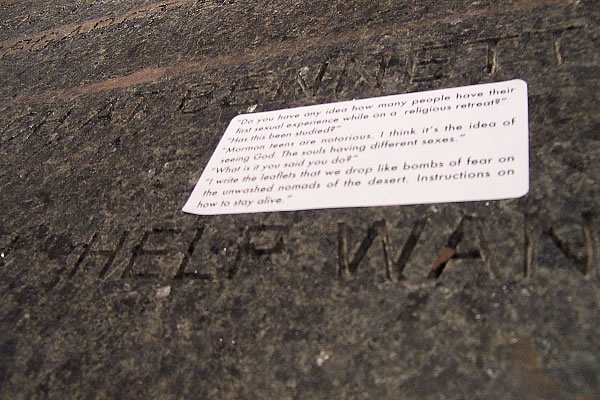 BENNETT
"Do you have any idea how many people have their
first sexual experience while on a religious retreat?"
"Has this been studied?"
"Mormon teens are notorious. I think it's the idea of
seeing God. The souls having different sexes."
"What is it you said you do?"
"I write the leaflets that we drop like bombs of fear on
the unwashed nomads of the desert. Instructions on
how to stay alive."
HELP WAN